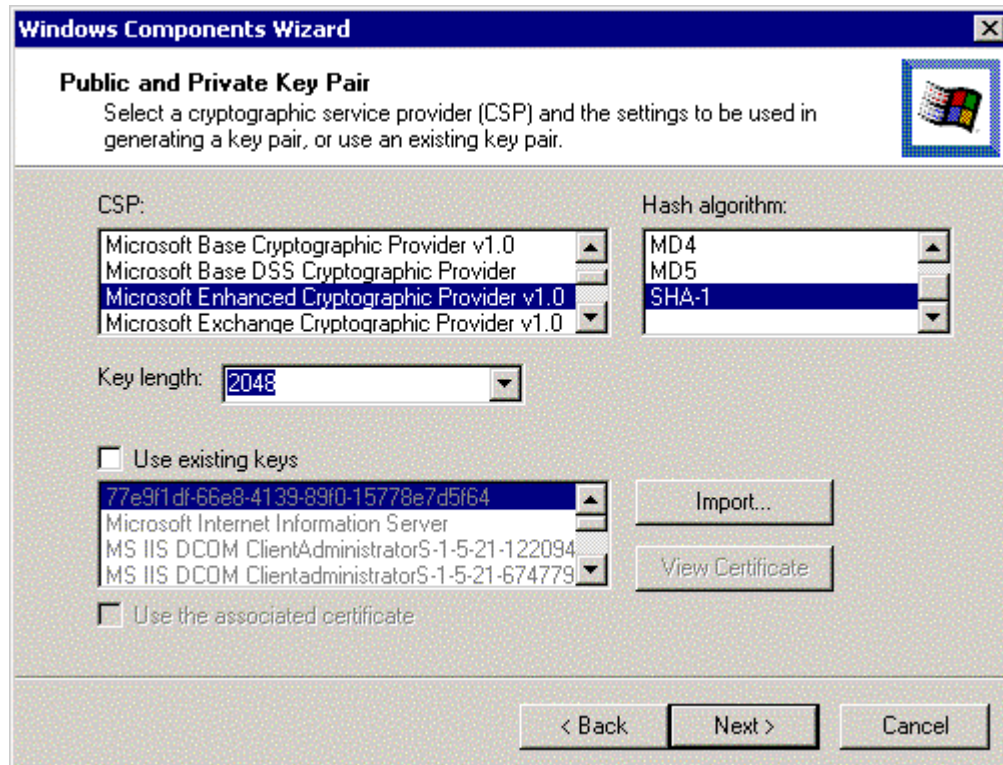 Windows Components Wizard
Public and Private Key Pair
Select a cryptographic service provider (CSP) and the settings to be used in
generating a key pair, or use an existing key pair.
CSP:
Microsoft Base Cryptographic Provider v1.0
Microsoft Base DSS Cryptographic Provider
Microsoft Enhanced Cryptographic Provider v1.0
Microsoft Exchange Cryptographic Provider v1.0
Hash algorithm:
MD4
MD5
SHA-1
Key length: 2048
Use existing keys
77e9f1df-66e8-4139-89f0-15778e7d5f64
Microsoft Internet Information Server
MS IIS DCOM ClientAdministratorS-1-5-21-122094
MS IIS DCOM ClientadministratorS-1-5-21-674779
Import...
View Certificate
Use the associated certificate
< Back Next > Cancel